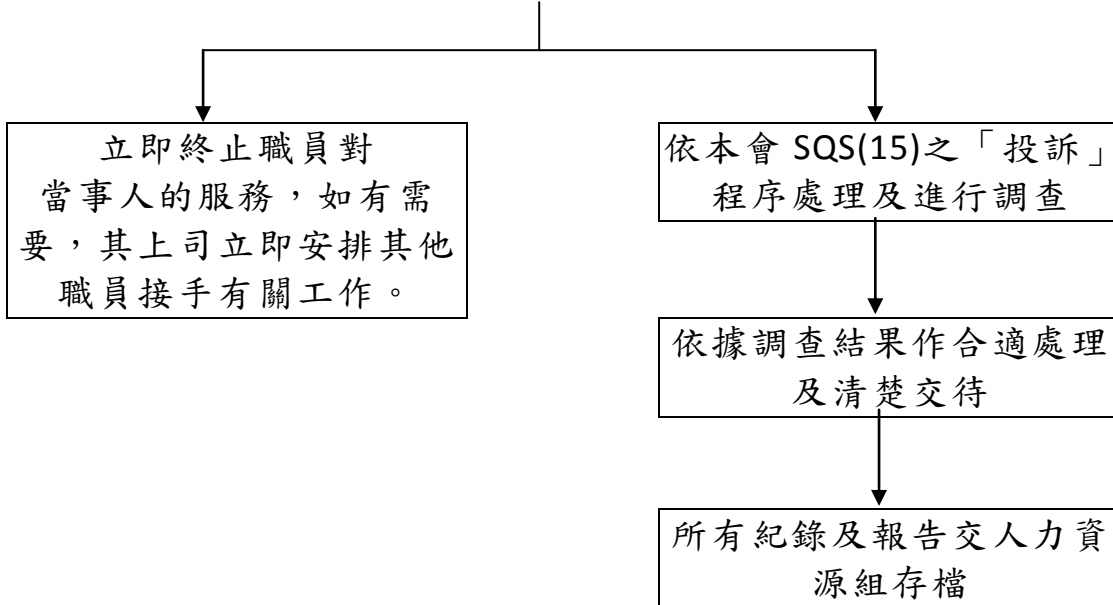 立即終止職員對
當事人的服務，如有需
要，其上司立即安排其他
職員接手有關工作。
依本會 SQS(15)之「投訴」
程序處理及進行調查
依據調查結果作合適處理
及清楚交待
所有紀錄及報告交人力資
源組存檔